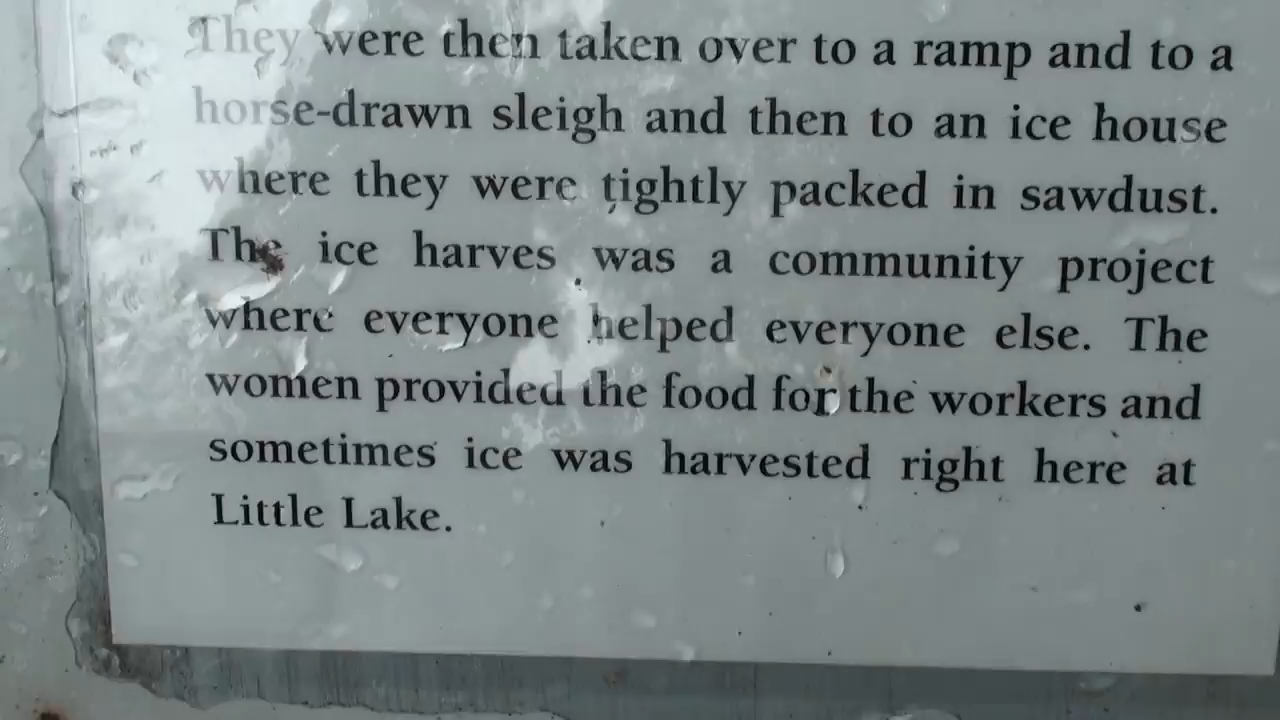 They were then taken over to a ramp and to a
horse-drawn sleigh and then to an ice house
where they were tightly packed in sawdust.
The ice harves was a community project
where everyone helped everyone else. The
women provided the food for the workers and
sometimes ice was harvested right here at
Little Lake.